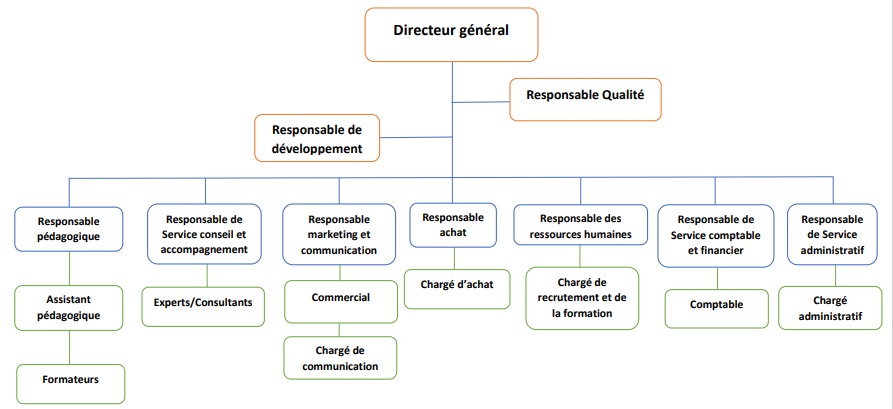 Directeur général
Responsable Qualité
Responsable de
développement
Responsable
pédagogique
Responsable de
Service conseil et
accompagnement
Responsable
marketing et
communication
Responsable
achat
Responsable des
ressources humaines
Responsable de
Service comptable
et financier
Responsable
de Service
administratif
Assistant
pédagogique
Experts/Consultants
Commercial
Chargé d’achat
Chargé de
recrutement et de
la formation
Comptable
Chargé
administratif
Formateurs
Chargé de
communication